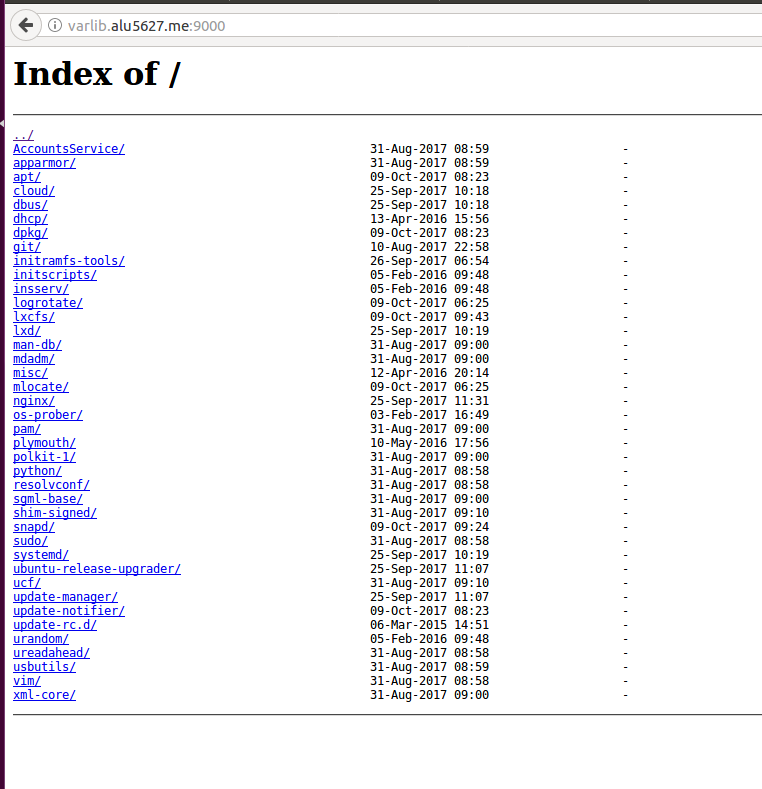 varlib.alu5627.me:9000
Index of /
../
AccountsService/ 31-Aug-2017 08:59 -
apparmor/ 31-Aug-2017 08:59 -
apt/ 09-Oct-2017 08:23 -
cloud/ 25-Sep-2017 10:18 -
dbus/ 25-Sep-2017 10:18 -
dhcp/ 13-Apr-2016 15:56 -
dpkg/ 09-Oct-2017 08:23 -
git/ 10-Aug-2017 22:58 -
initramfs-tools/ 26-Sep-2017 06:54 -
initscripts/ 05-Feb-2016 09:48 -
insserv/ 05-Feb-2016 09:48 -
logrotate/ 09-Oct-2017 06:25 -
lxcfs/ 09-Oct-2017 09:43 -
lxd/ 25-Sep-2017 10:19 -
man-db/ 31-Aug-2017 09:00 -
mdadm/ 31-Aug-2017 09:00 -
misc/ 12-Apr-2016 20:14 -
mlocate/ 09-Oct-2017 06:25 -
nginx/ 25-Sep-2017 11:31 -
os-prober/ 03-Feb-2017 16:49 -
pam/ 31-Aug-2017 09:00 -
plymouth/ 10-May-2016 17:56 -
polkit-1/ 31-Aug-2017 09:00 -
python/ 31-Aug-2017 08:58 -
resolvconf/ 31-Aug-2017 08:58 -
sgml-base/ 31-Aug-2017 09:00 -
shim-signed/ 31-Aug-2017 09:10 -
snapd/ 09-Oct-2017 09:24 -
sudo/ 31-Aug-2017 08:58 -
systemd/ 25-Sep-2017 10:19 -
ubuntu-release-upgrader/ 25-Sep-2017 11:07 -
ucf/ 31-Aug-2017 09:10 -
update-manager/ 25-Sep-2017 11:07 -
update-notifier/ 09-Oct-2017 08:23 -
update-rc.d/ 06-Mar-2015 14:51 -
urandom/ 05-Feb-2016 09:48 -
ureadahead/ 31-Aug-2017 08:58 -
usbutils/ 31-Aug-2017 08:59 -
vim/ 31-Aug-2017 08:58 -
xml-core/ 31-Aug-2017 09:00 -